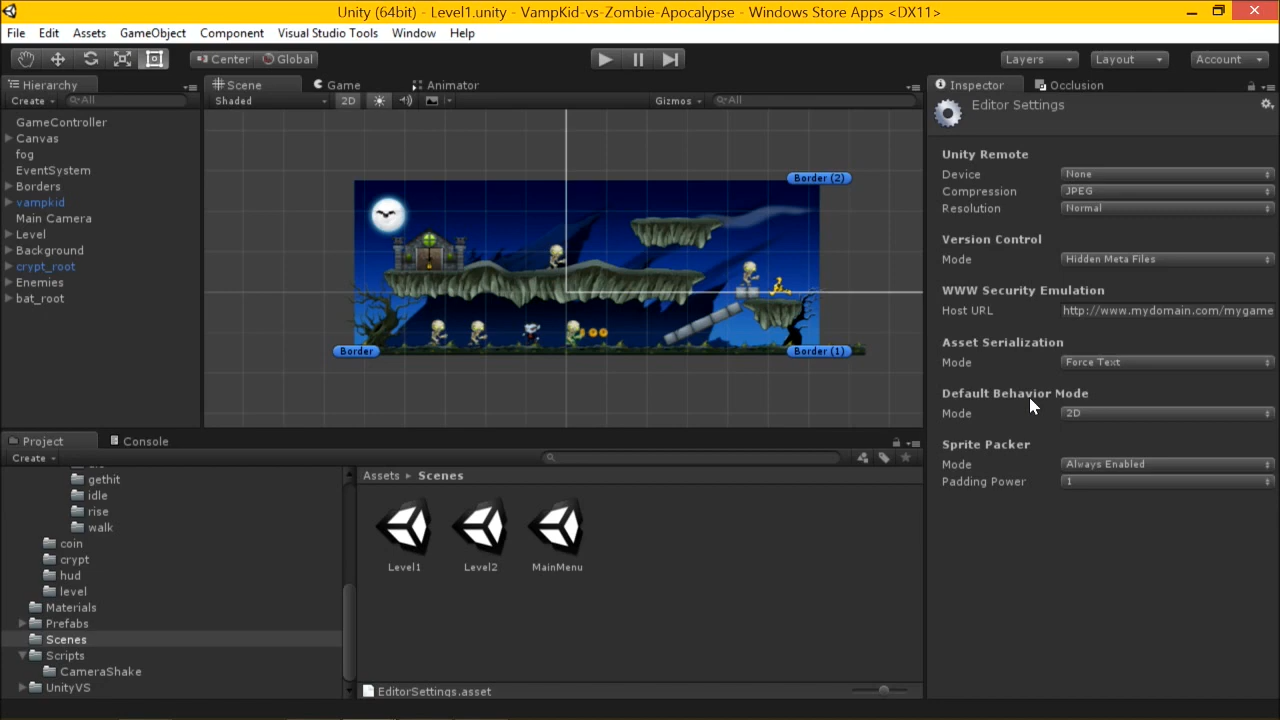 Unity (64bit) - Level1.unity - VampKid-vs-Zombie-Apocalypse - Windows Store Apps <DX11>
File Edit Assets GameObject Component Visual Studio Tools Window Help
Center Global Layers Layout Account
Hierarchy
Create All
GameController
Canvas
fog
EventSystem
Borders
vampkid
Main Camera
Level
Background
crypt_root
Enemies
bat_root
Scene Game Animator
Shaded 2D Gizmos All
Border (2)
Border Border (1)
Inspector Occlusion
Editor Settings
Unity Remote
Device None
Compression JPEG
Resolution Normal
Version Control
Mode Hidden Meta Files
WWW Security Emulation
Host URL http://www.mydomain.com/mygame
Asset Serialization
Mode Force Text
Default Behavior Mode
Mode 2D
Sprite Packer
Mode Always Enabled
Padding Power 1
Project Console
Create
gethit
idle
rise
walk
coin
crypt
hud
level
Materials
Prefabs
Scenes
Scripts
CameraShake
UnityVS
Assets Scenes
Level1 Level2 MainMenu
EditorSettings.asset